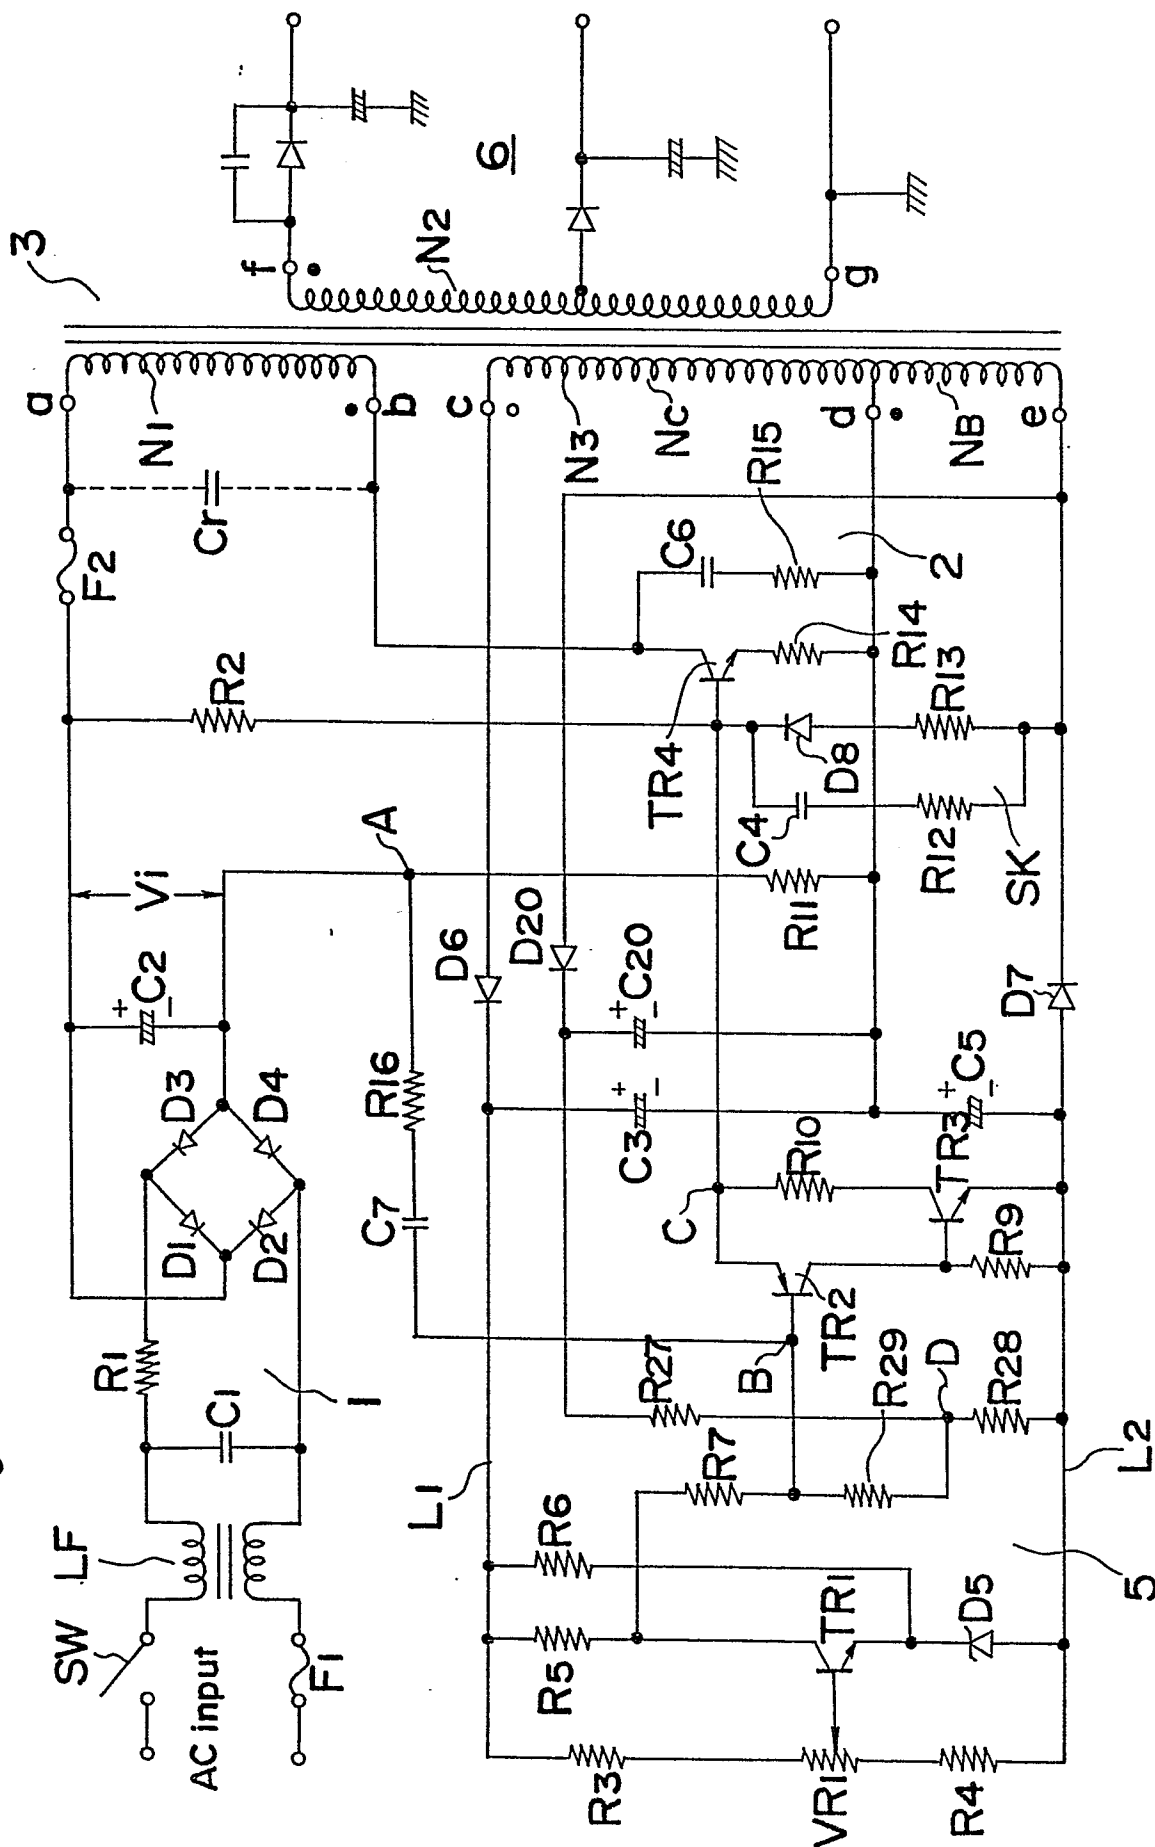 SW
LF
AC input
F1
R1
C1
1
D1
D3
D2
D4
+
C2
-
Vi
F2
a
N1
Cr
b
3
R2
A
R16
C7
L1
D6
c
N3
Nc
d
NB
e
f
N2
6
g
D20
+
C20
-
C3
+
-
C5
+
-
D7
R3
VR1
R4
R5
R6
TR1
D5
5
R7
R27
B
R29
D
R28
L2
TR2
C
R10
TR3
R9
R11
R12
SK
C4
D8
R13
TR4
R14
C6
R15
2